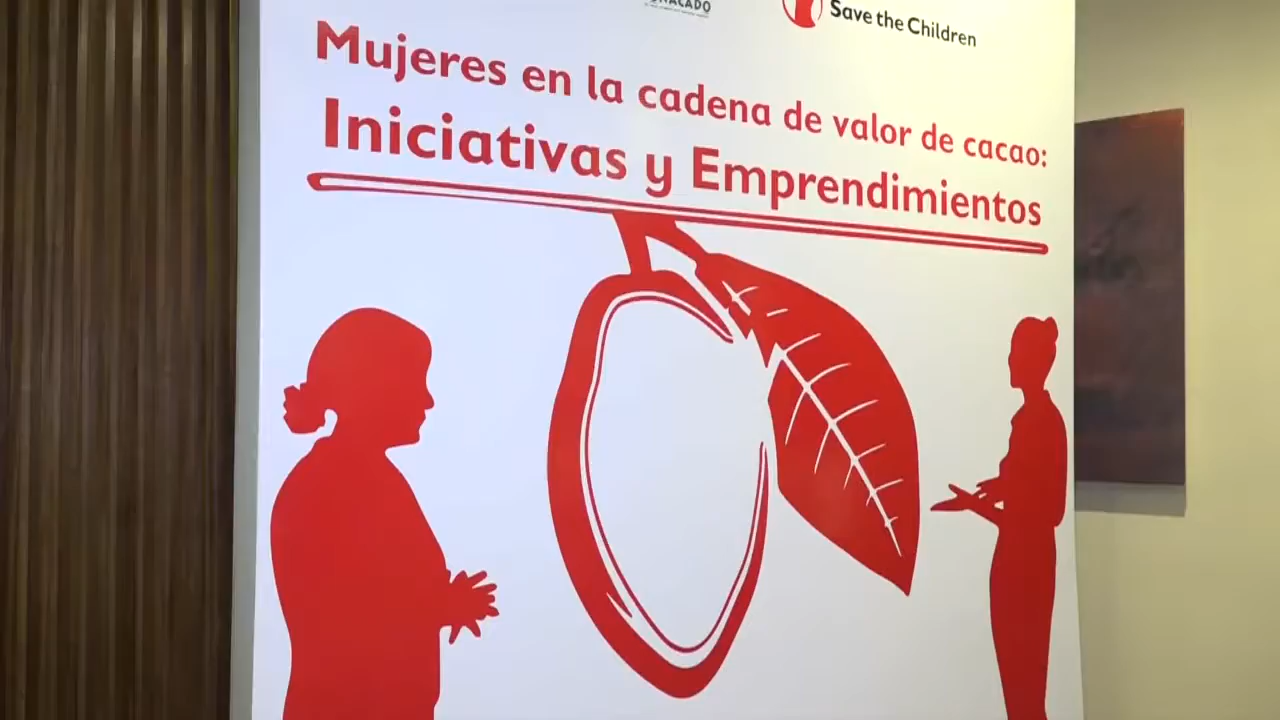 Save the Children
Mujeres en la cadena de valor de cacao:
Iniciativas y Emprendimientos